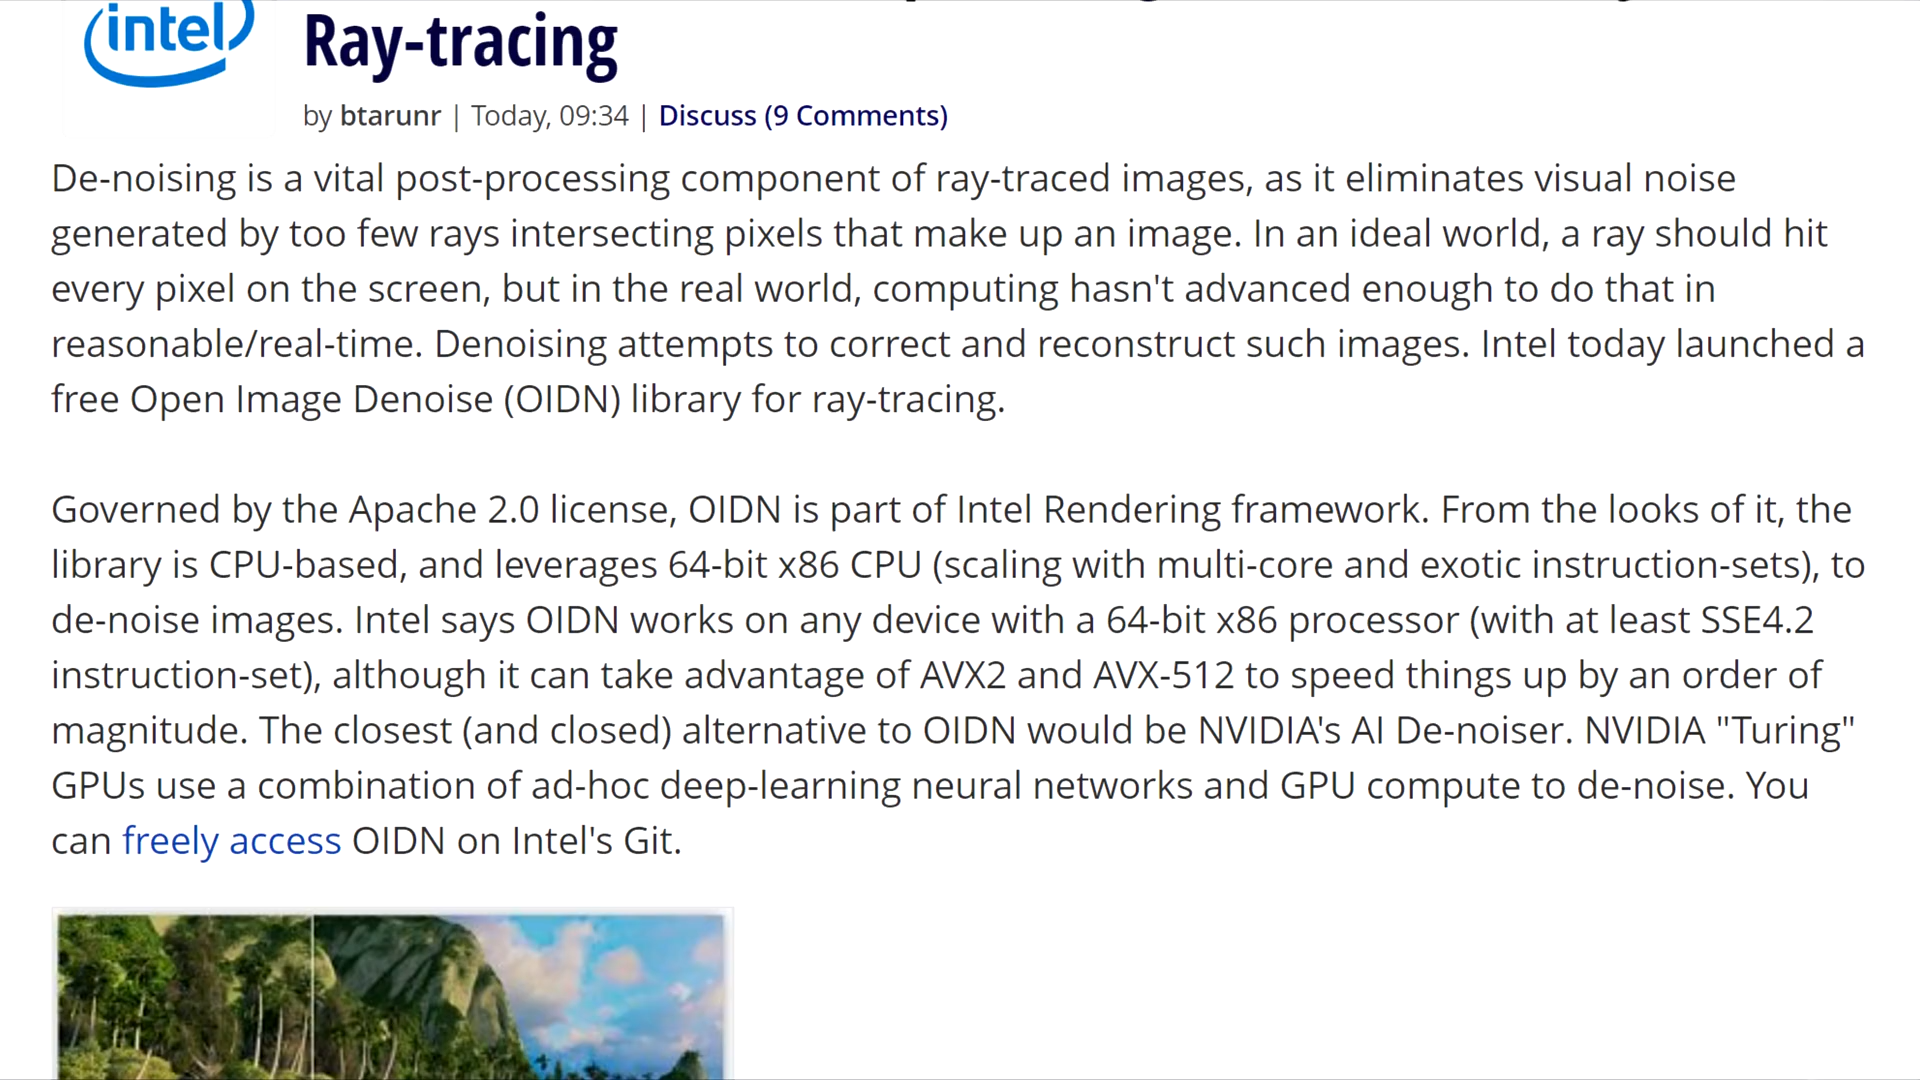 intel
Ray-tracing
by btarunr | Today, 09:34 | Discuss (9 Comments)
De-noising is a vital post-processing component of ray-traced images, as it eliminates visual noise
generated by too few rays intersecting pixels that make up an image. In an ideal world, a ray should hit
every pixel on the screen, but in the real world, computing hasn't advanced enough to do that in
reasonable/real-time. Denoising attempts to correct and reconstruct such images. Intel today launched a
free Open Image Denoise (OIDN) library for ray-tracing.
Governed by the Apache 2.0 license, OIDN is part of Intel Rendering framework. From the looks of it, the
library is CPU-based, and leverages 64-bit x86 CPU (scaling with multi-core and exotic instruction-sets), to
de-noise images. Intel says OIDN works on any device with a 64-bit x86 processor (with at least SSE4.2
instruction-set), although it can take advantage of AVX2 and AVX-512 to speed things up by an order of
magnitude. The closest (and closed) alternative to OIDN would be NVIDIA's AI De-noiser. NVIDIA "Turing"
GPUs use a combination of ad-hoc deep-learning neural networks and GPU compute to de-noise. You
can freely access OIDN on Intel's Git.